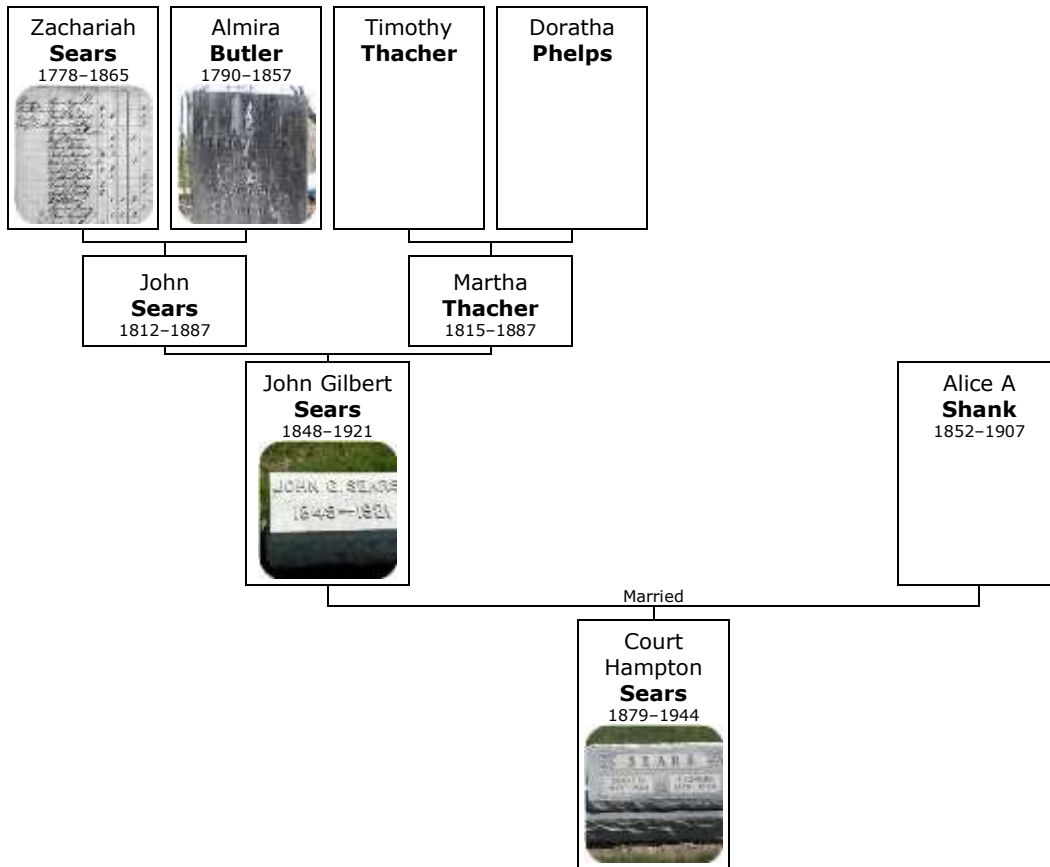 Zachariah
Sears
1778–1865
Almira
Butler
1790–1857
Timothy
Thacher
Doratha
Phelps
John
Sears
1812–1887
Martha
Thacher
1815–1887
John Gilbert
Sears
1848–1921
JOHN G. SEARS
1848–1921
Alice A
Shank
1852–1907
Married
Court
Hampton
Sears
1879–1944
SEARS